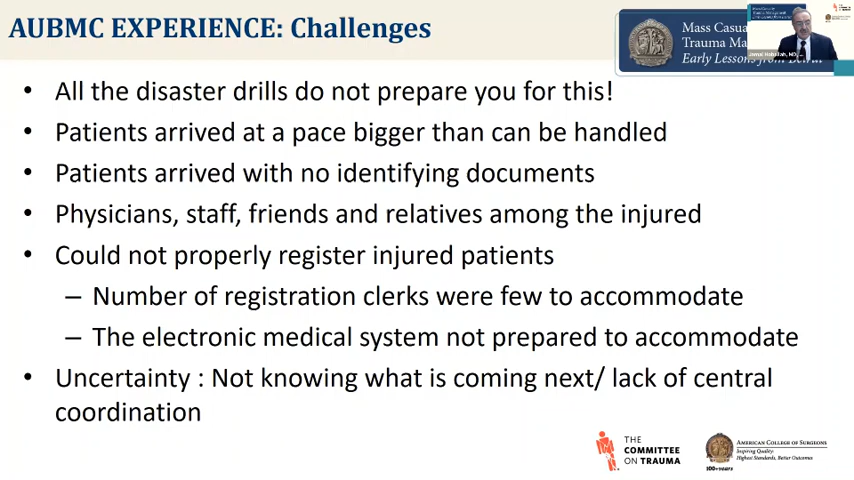 AUBMC EXPERIENCE: Challenges
Mass Casu
Trauma Ma
Early Lessons from Beirut
• All the disaster drills do not prepare you for this!
• Patients arrived at a pace bigger than can be handled
• Patients arrived with no identifying documents
• Physicians, staff, friends and relatives among the injured
• Could not properly register injured patients
– Number of registration clerks were few to accommodate
– The electronic medical system not prepared to accommodate
• Uncertainty : Not knowing what is coming next/ lack of central
coordination
THE
COMMITTEE
ON TRAUMA
AMERICAN COLLEGE OF SURGEONS
Inspiring Quality:
Highest Standards, Better Outcomes
100+years